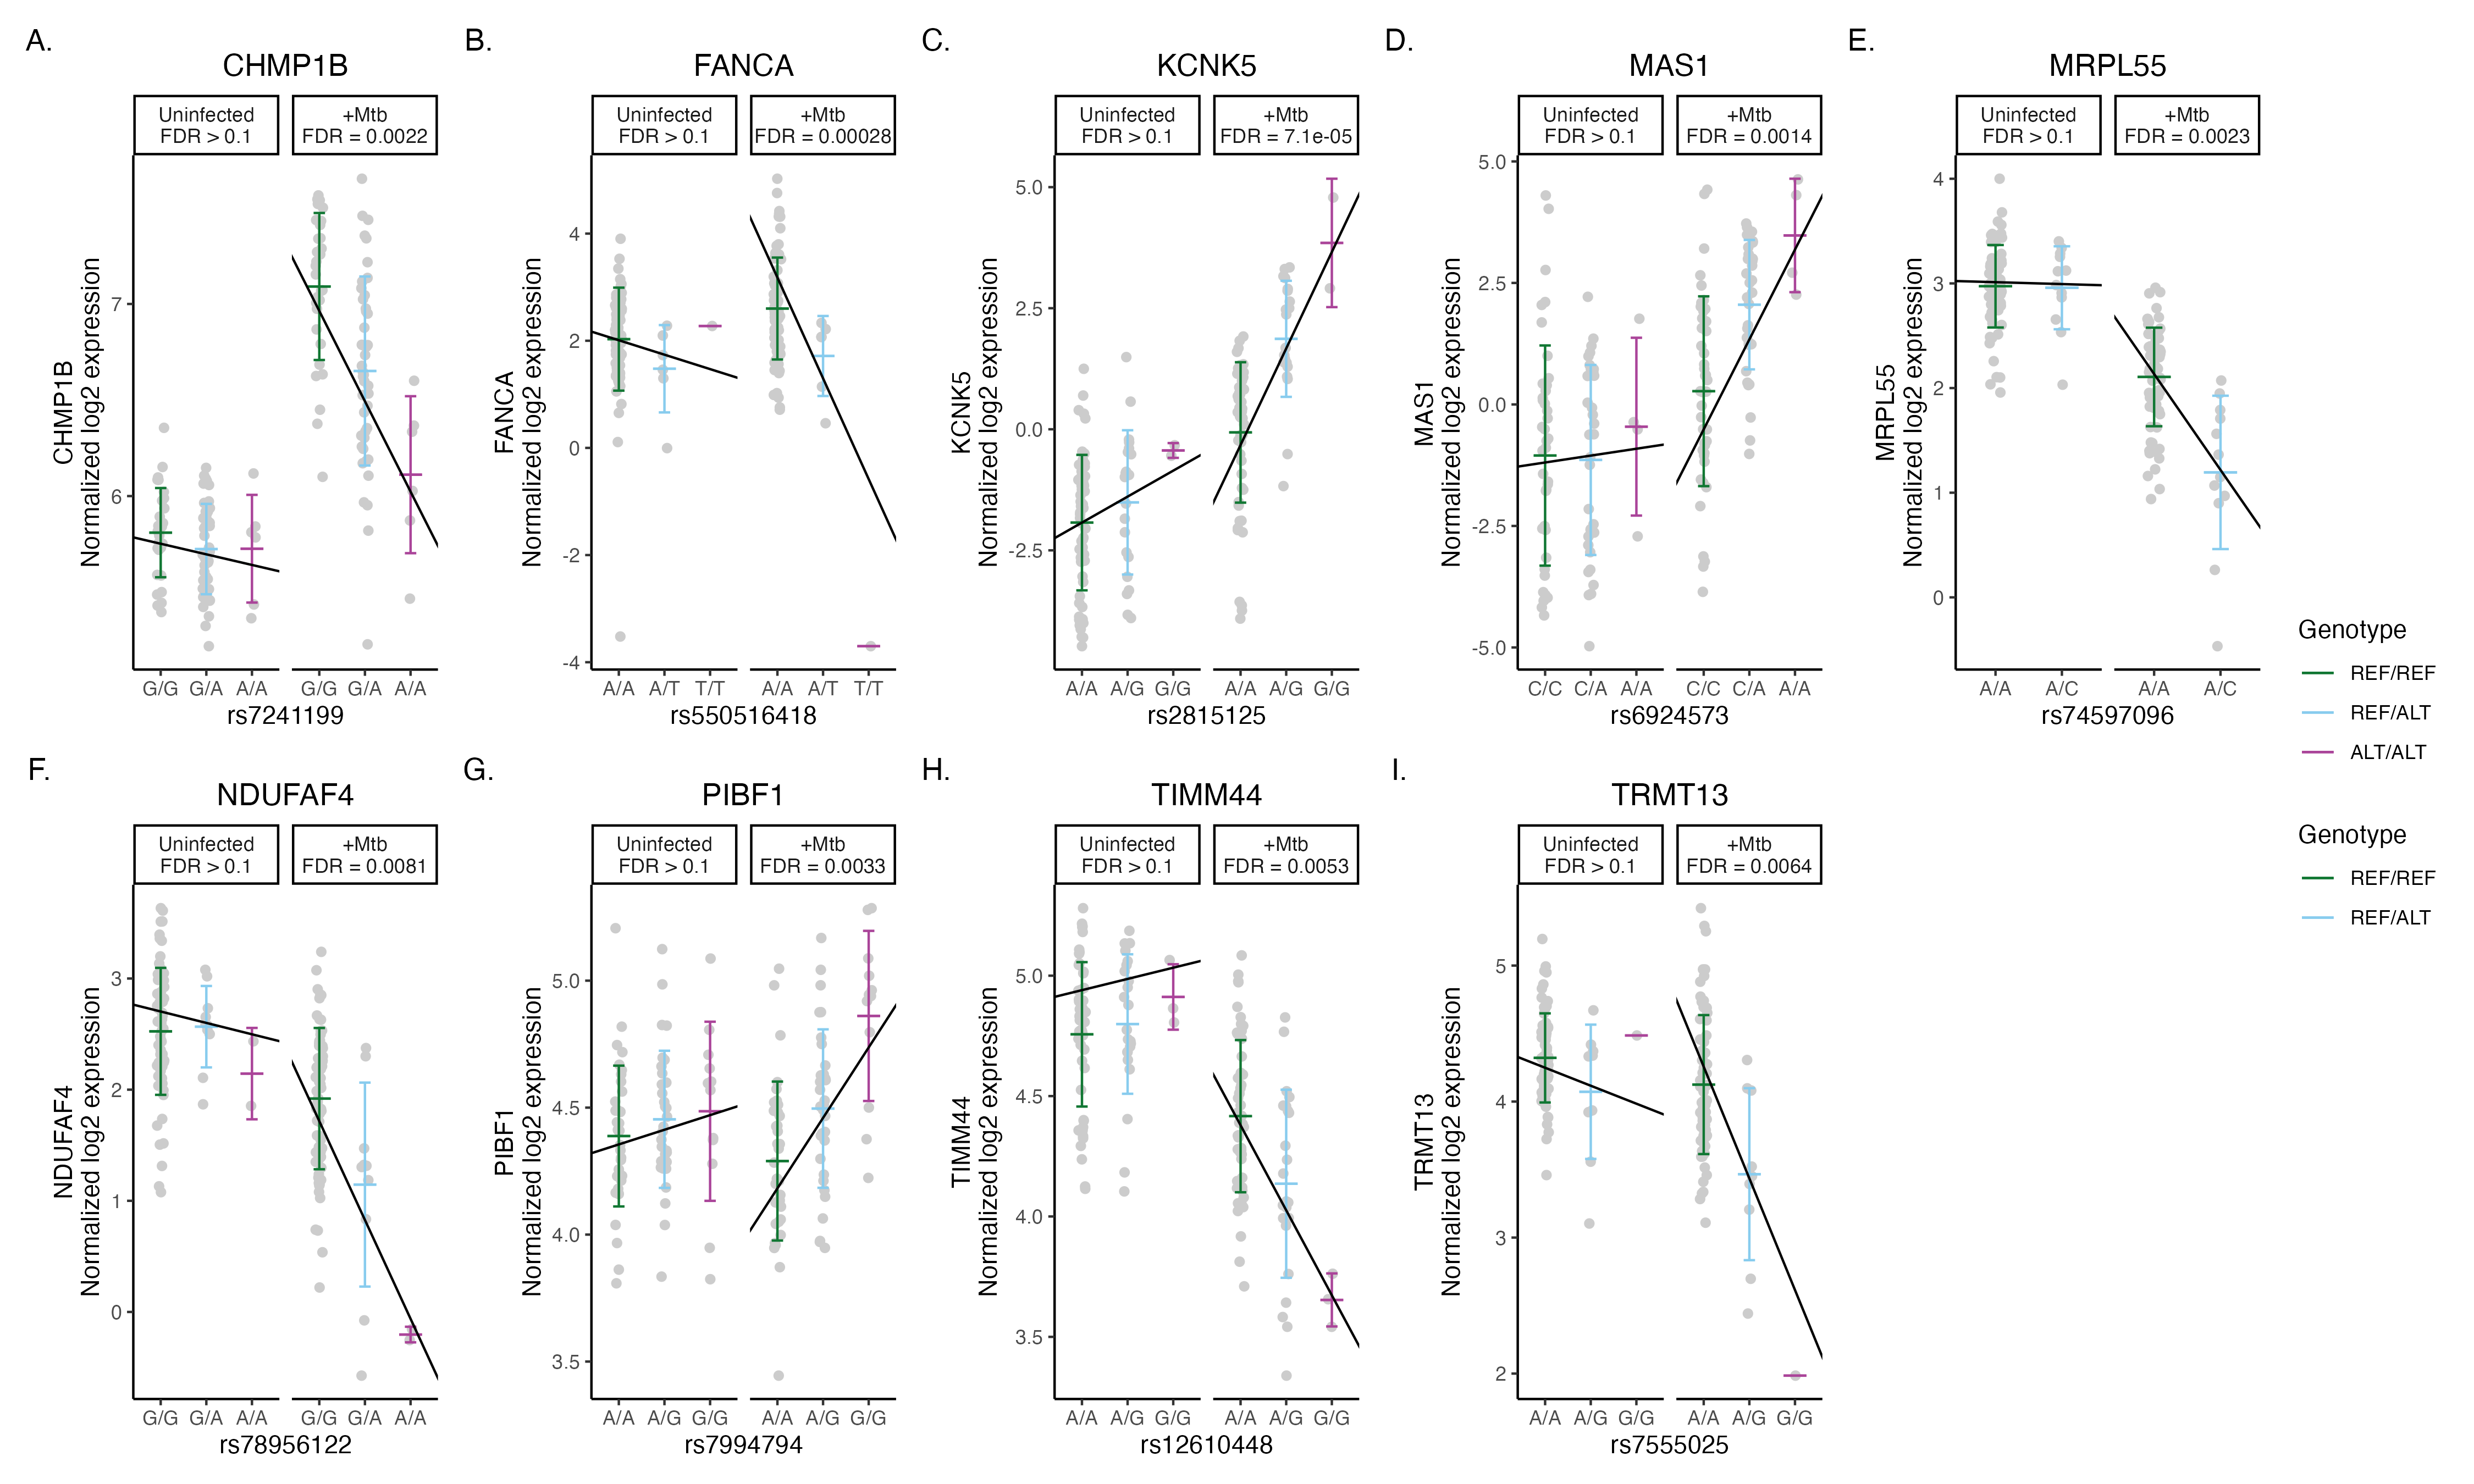 A.
CHMP1B
Uninfected
FDR > 0.1
+Mtb
FDR = 0.0022
CHMP1B
Normalized log2 expression
7
6
G/G G/A A/A G/G G/A A/A
rs7241199
B.
FANCA
Uninfected
FDR > 0.1
+Mtb
FDR = 0.00028
FANCA
Normalized log2 expression
4
2
0
-2
-4
A/A A/T T/T A/A A/T T/T
rs550516418
C.
KCNK5
Uninfected
FDR > 0.1
+Mtb
FDR = 7.1e-05
KCNK5
Normalized log2 expression
5.0
2.5
0.0
-2.5
A/A A/G G/G A/A A/G G/G
rs2815125
D.
MAS1
Uninfected
FDR > 0.1
+Mtb
FDR = 0.0014
MAS1
Normalized log2 expression
5.0
2.5
0.0
-2.5
-5.0
C/C C/A A/A C/C C/A A/A
rs6924573
E.
MRPL55
Uninfected
FDR > 0.1
+Mtb
FDR = 0.0023
MRPL55
Normalized log2 expression
4
3
2
1
0
A/A A/C A/A A/C
rs74597096
F.
NDUFAF4
Uninfected
FDR > 0.1
+Mtb
FDR = 0.0081
NDUFAF4
Normalized log2 expression
3
2
1
0
G/G G/A A/A G/G G/A A/A
rs78956122
G.
PIBF1
Uninfected
FDR > 0.1
+Mtb
FDR = 0.0033
PIBF1
Normalized log2 expression
5.0
4.5
4.0
3.5
A/A A/G G/G A/A A/G G/G
rs7994794
H.
TIMM44
Uninfected
FDR > 0.1
+Mtb
FDR = 0.0053
TIMM44
Normalized log2 expression
5.0
4.5
4.0
3.5
A/A A/G G/G A/A A/G G/G
rs12610448
I.
TRMT13
Uninfected
FDR > 0.1
+Mtb
FDR = 0.0064
TRMT13
Normalized log2 expression
5
4
3
2
A/A A/G G/G A/A A/G G/G
rs7555025
Genotype
REF/REF
REF/ALT
ALT/ALT
Genotype
REF/REF
REF/ALT